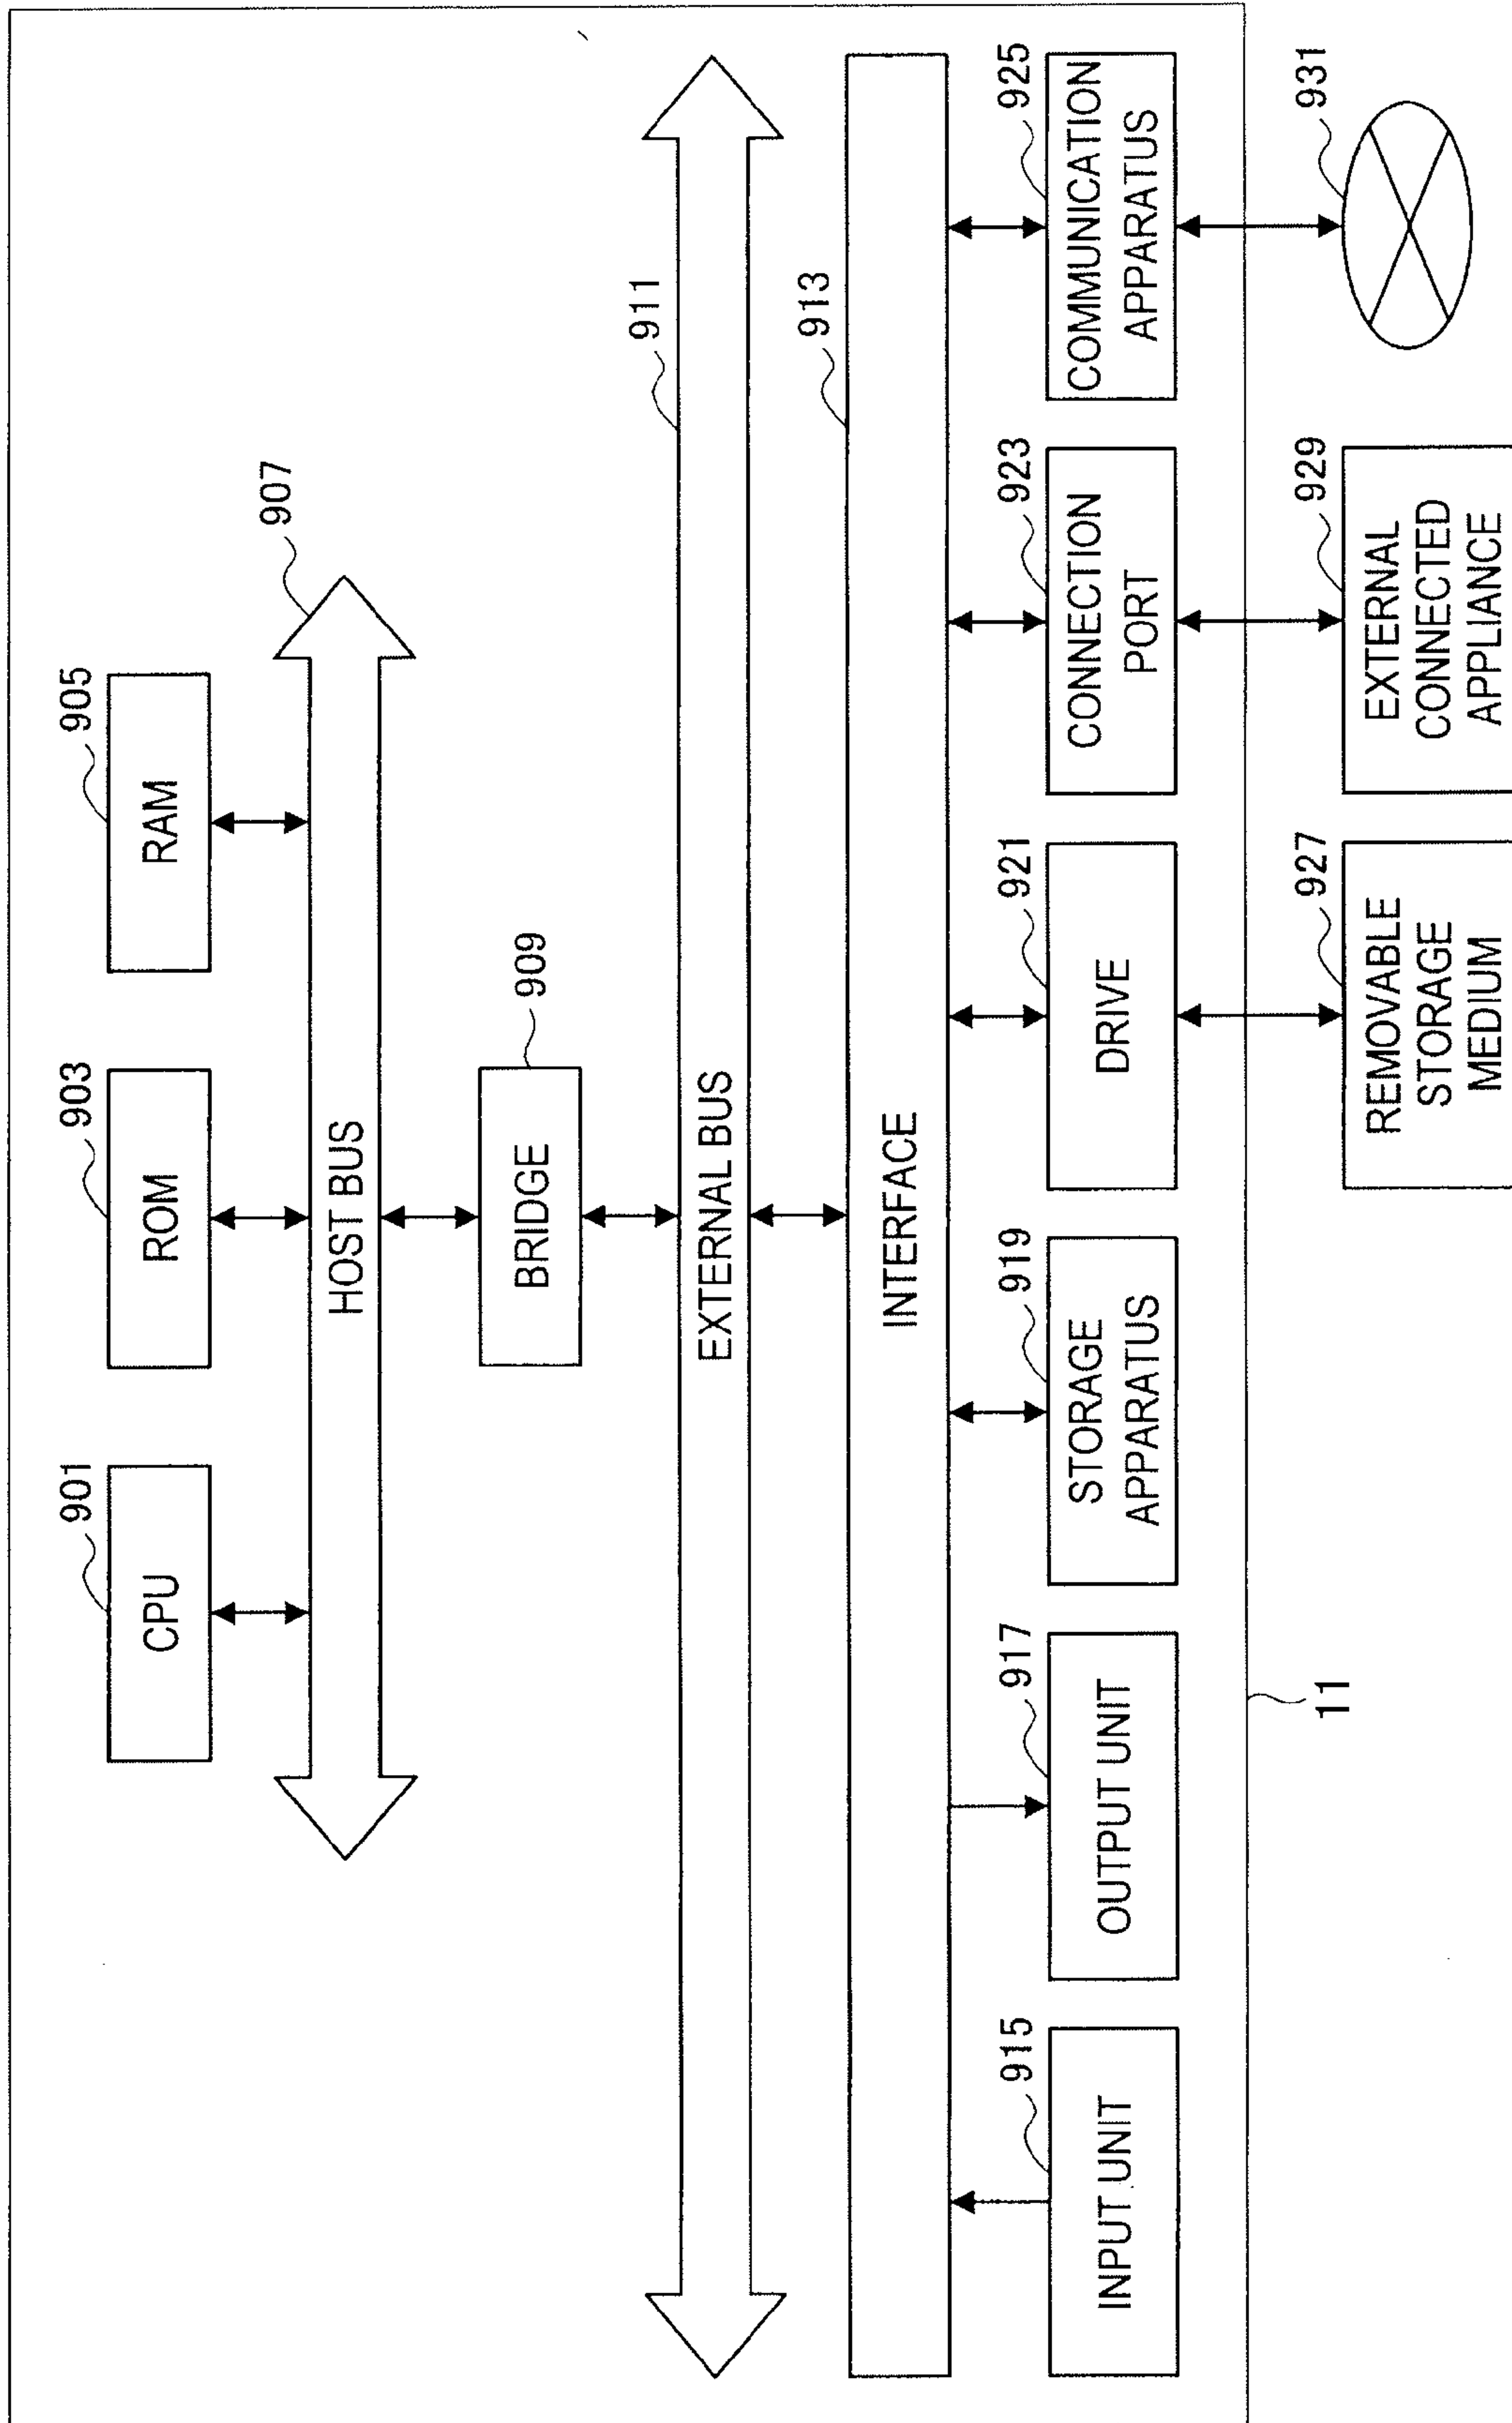 901
CPU
903
ROM
905
RAM
907
HOST BUS
909
BRIDGE
911
EXTERNAL BUS
913
INTERFACE
915
INPUT UNIT
917
OUTPUT UNIT
919
STORAGE
APPARATUS
921
DRIVE
923
CONNECTION
PORT
925
COMMUNICATION
APPARATUS
11
927
REMOVABLE
STORAGE
MEDIUM
929
EXTERNAL
CONNECTED
APPLIANCE
931